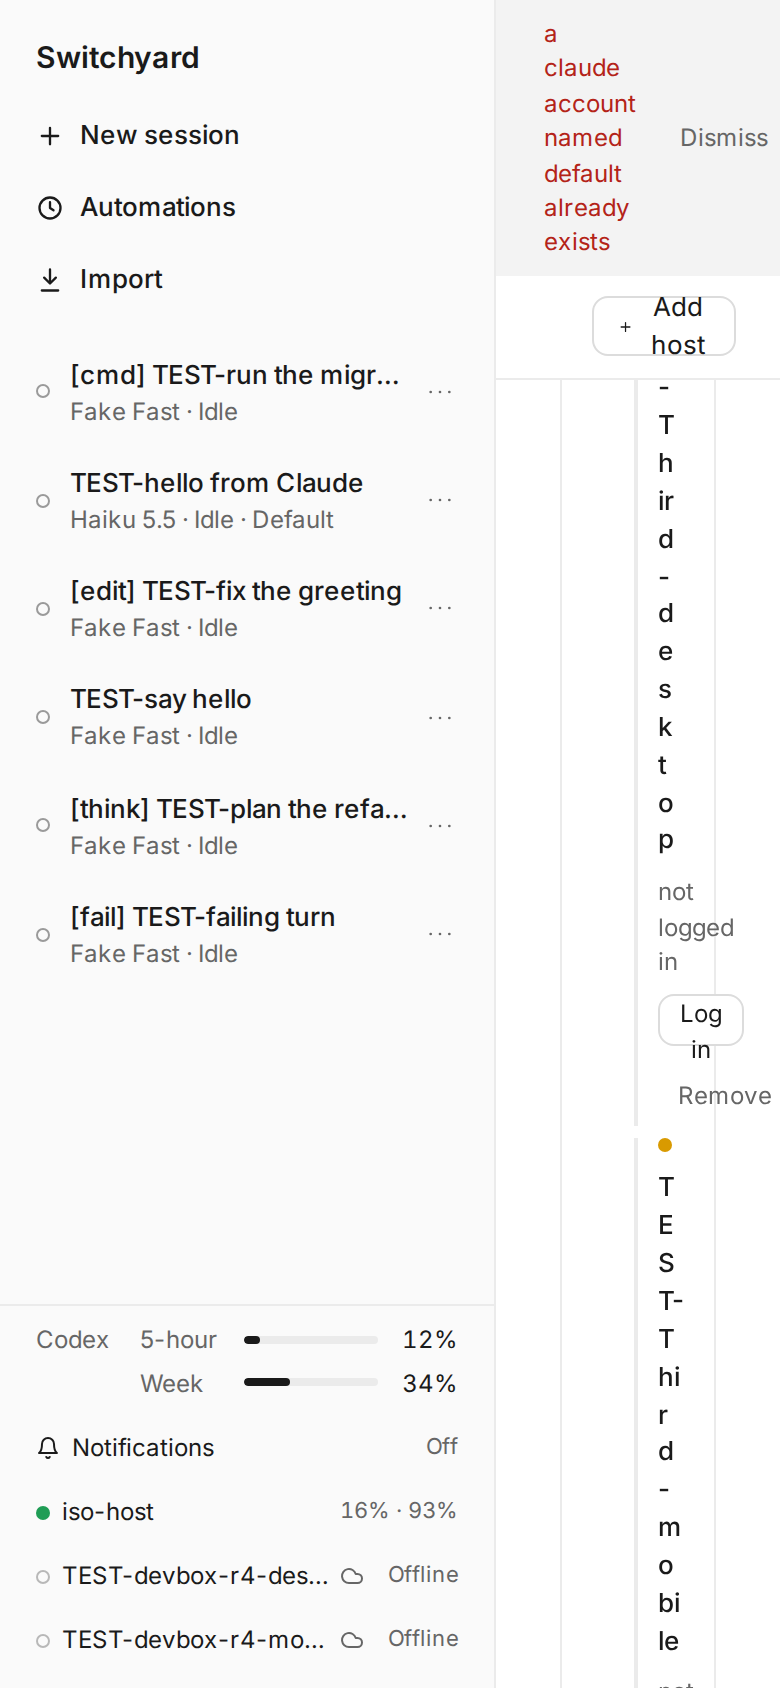 Switchyard
New session
Automations
Import
[cmd] TEST-run the migr...
Fake Fast · Idle
TEST-hello from Claude
Haiku 5.5 · Idle · Default
[edit] TEST-fix the greeting
Fake Fast · Idle
TEST-say hello
Fake Fast · Idle
[think] TEST-plan the refa...
Fake Fast · Idle
[fail] TEST-failing turn
Fake Fast · Idle
Codex 5-hour 12%
Week 34%
Notifications Off
iso-host 16% · 93%
TEST-devbox-r4-des... Offline
TEST-devbox-r4-mo... Offline
a
claude
account
named
default
already
exists
Dismiss
+ Add
host
-
T
h
ir
d
-
d
e
s
k
t
o
p
not
logged
in
Log
in
Remove
T
E
S
T-
T
hi
r
d
-
m
o
bi
le